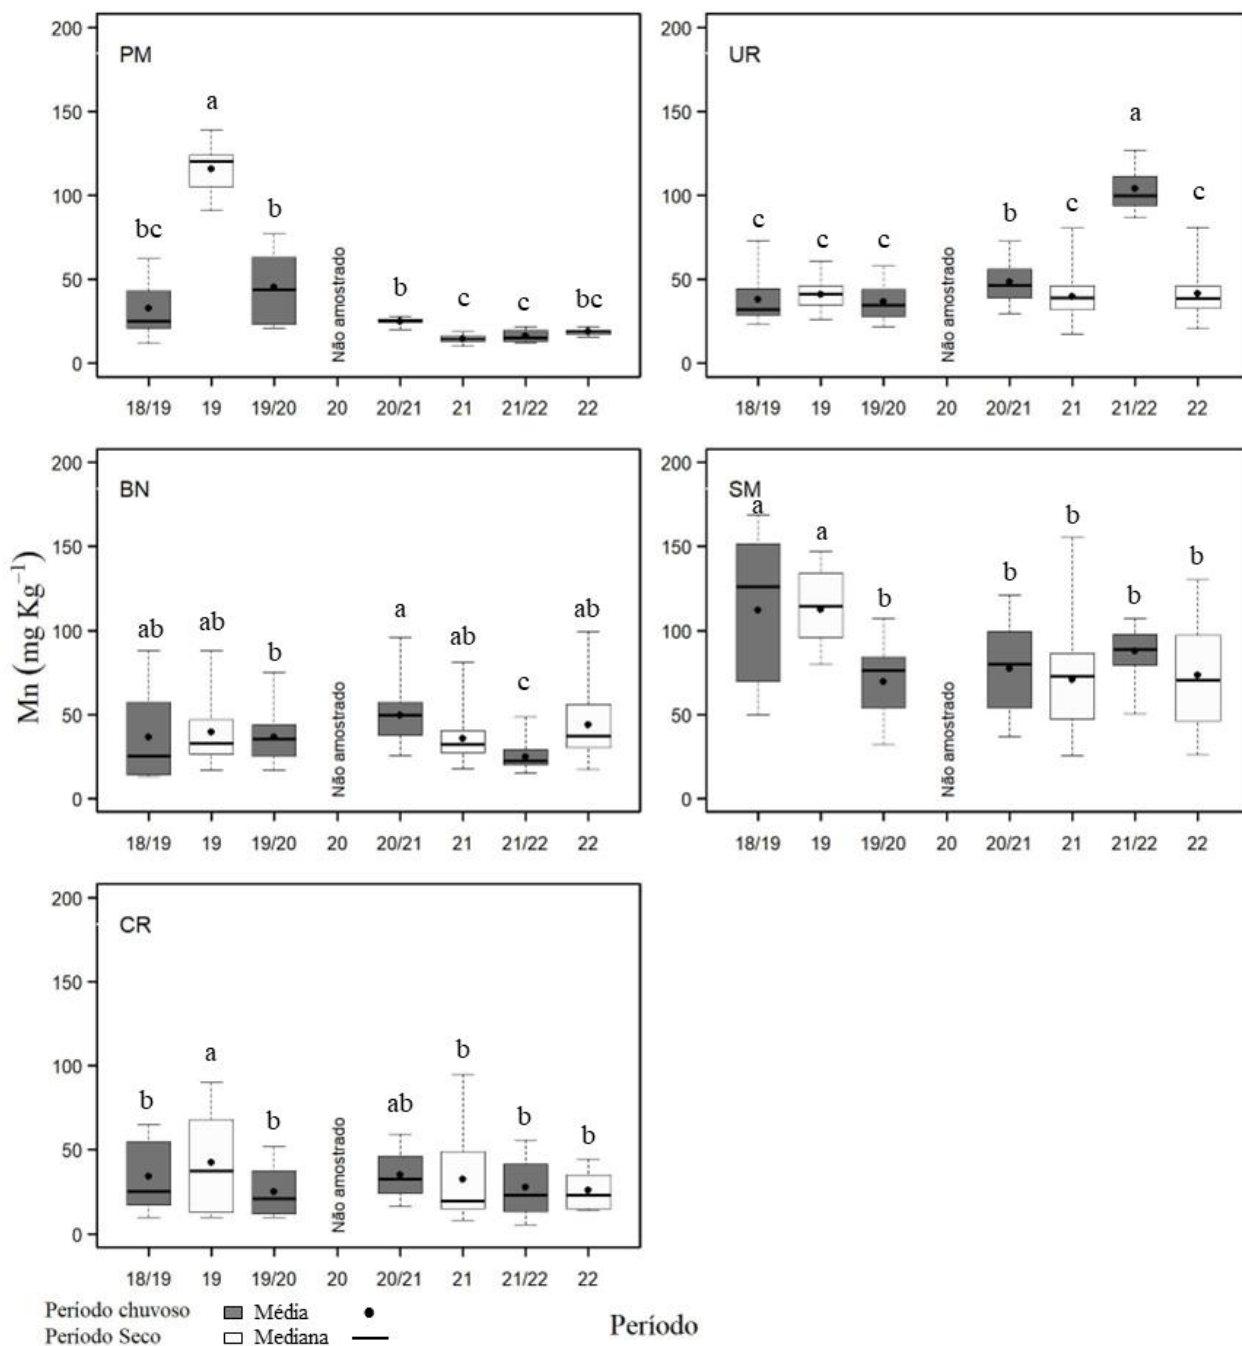 200
150
100
50
0
PM
bc
a
b
Não amostrado
b
c
c
bc
18/19 19 19/20 20 20/21 21 21/22 22
200
150
100
50
0
UR
c
c
c
Não amostrado
b
c
a
c
18/19 19 19/20 20 20/21 21 21/22 22
Mn (mg Kg⁻¹)
200
150
100
50
0
BN
ab
ab
b
Não amostrado
a
ab
c
ab
18/19 19 19/20 20 20/21 21 21/22 22
200
150
100
50
0
SM
a
a
b
Não amostrado
b
b
b
b
18/19 19 19/20 20 20/21 21 21/22 22
200
150
100
50
0
CR
b
a
b
Não amostrado
ab
b
b
b
18/19 19 19/20 20 20/21 21 21/22 22
Periodo chuvoso Média
Periodo Seco Mediana
Período